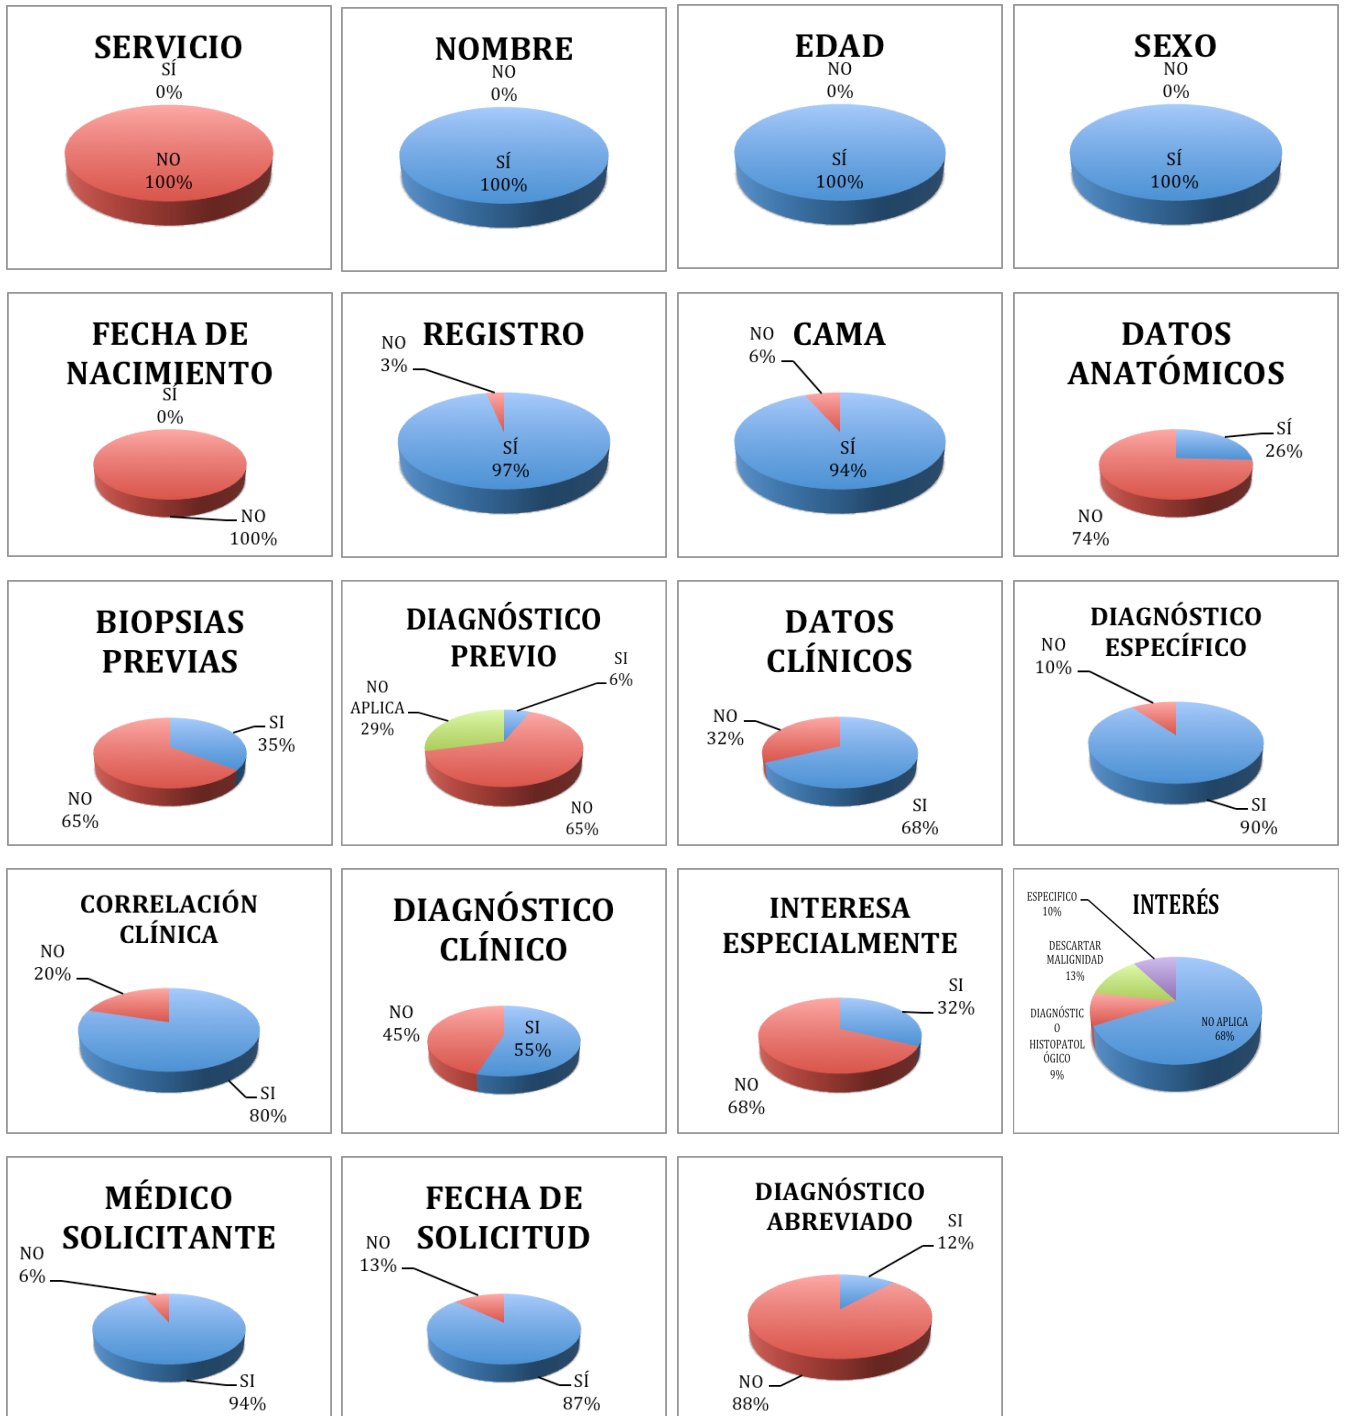 SERVICIO
SÍ
0%
NO
100%
NOMBRE
NO
0%
SÍ
100%
EDAD
NO
0%
SÍ
100%
SEXO
NO
0%
SÍ
100%
FECHA DE
NACIMIENTO
SÍ
0%
NO
100%
REGISTRO
NO
3%
SÍ
97%
CAMA
NO
6%
SÍ
94%
DATOS
ANATÓMICOS
SÍ
26%
NO
74%
BIOPSIAS
PREVIAS
SI
35%
NO
65%
DIAGNÓSTICO
PREVIO
SI
6%
NO
APLICA
29%
NO
65%
DATOS
CLÍNICOS
NO
32%
SI
68%
DIAGNÓSTICO
ESPECÍFICO
NO
10%
SI
90%
CORRELACIÓN
CLÍNICA
NO
20%
SI
80%
DIAGNÓSTICO
CLÍNICO
NO
45%
SI
55%
INTERESA
ESPECIALMENTE
SI
32%
NO
68%
INTERÉS
ESPECIFICO
10%
DESCARTAR
MALIGNIDAD
13%
DIAGNÓSTIC
O
HISTOPATOL
ÓGICO
9%
NO APLICA
68%
MÉDICO
SOLICITANTE
NO
6%
SI
94%
FECHA DE
SOLICITUD
NO
13%
SÍ
87%
DIAGNÓSTICO
ABREVIADO
SI
12%
NO
88%